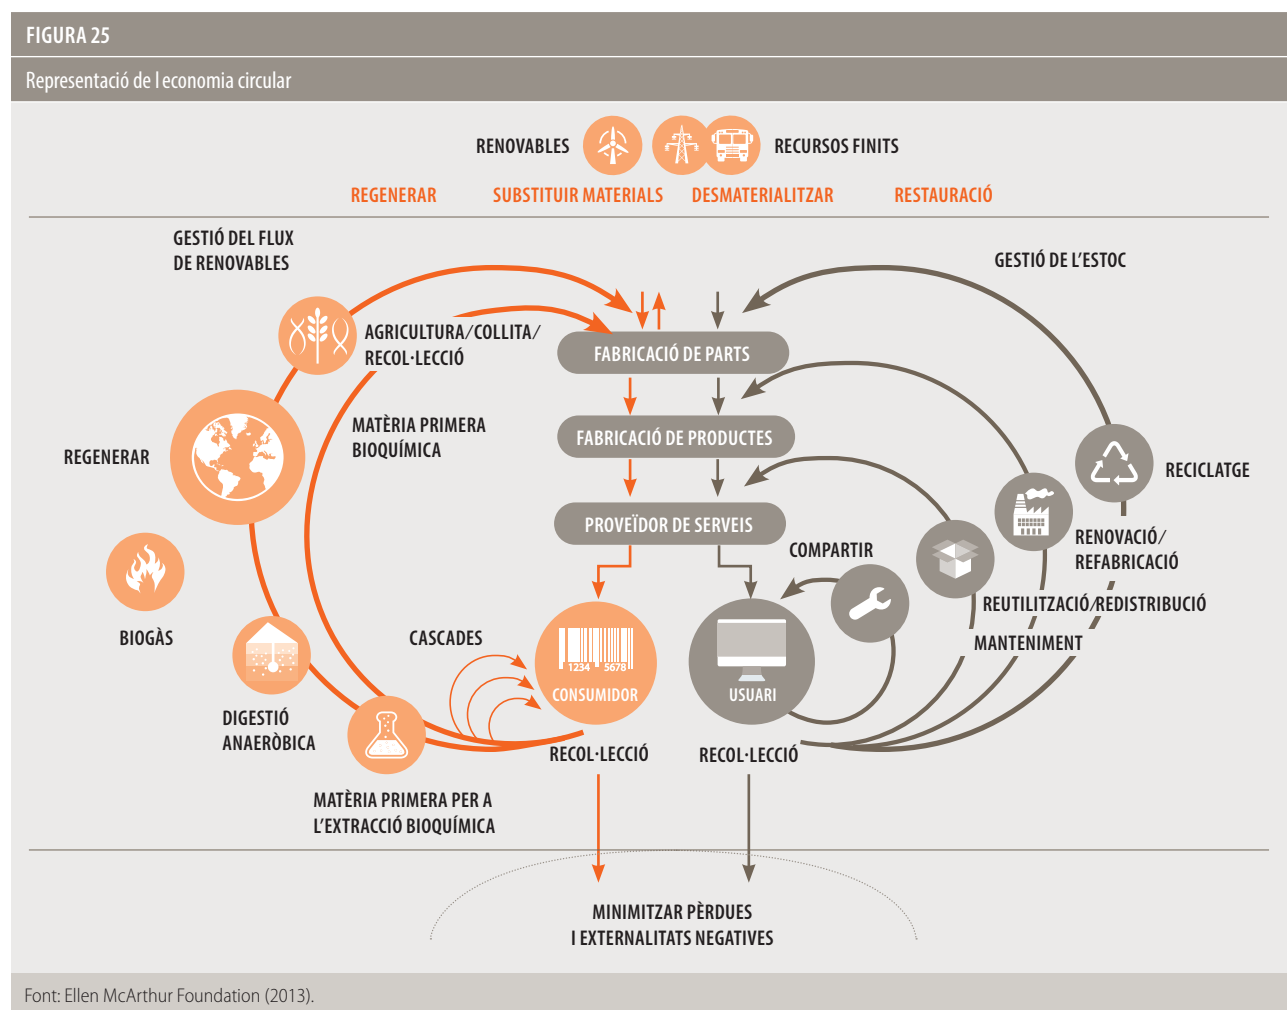 FIGURA 25
Representació de l economia circular
RENOVABLES
RECURSOS FINITS
REGENERAR
SUBSTITUIR MATERIALS
DESMATERIALITZAR
RESTAURACIÓ
GESTIÓ DEL FLUX
DE RENOVABLES
GESTIÓ DE L’ESTOC
AGRICULTURA/COLLITA/
RECOL·LECCIÓ
FABRICACIÓ DE PARTS
MATÈRIA PRIMERA
BIOQUÍMICA
FABRICACIÓ DE PRODUCTES
REGENERAR
RECICLATGE
PROVEÏDOR DE SERVEIS
COMPARTIR
RENOVACIÓ/
REFABRICACIÓ
REUTILITZACIÓ/REDISTRIBUCIÓ
MANTENIMENT
BIOGÀS
CASCADES
1234 5678
CONSUMIDOR
USUARI
DIGESTIÓ
ANAERÒBICA
RECOL·LECCIÓ
RECOL·LECCIÓ
MATÈRIA PRIMERA PER A
L’EXTRACCIÓ BIOQUÍMICA
MINIMITZAR PÈRDUES
I EXTERNALITATS NEGATIVES
Font: Ellen McArthur Foundation (2013).